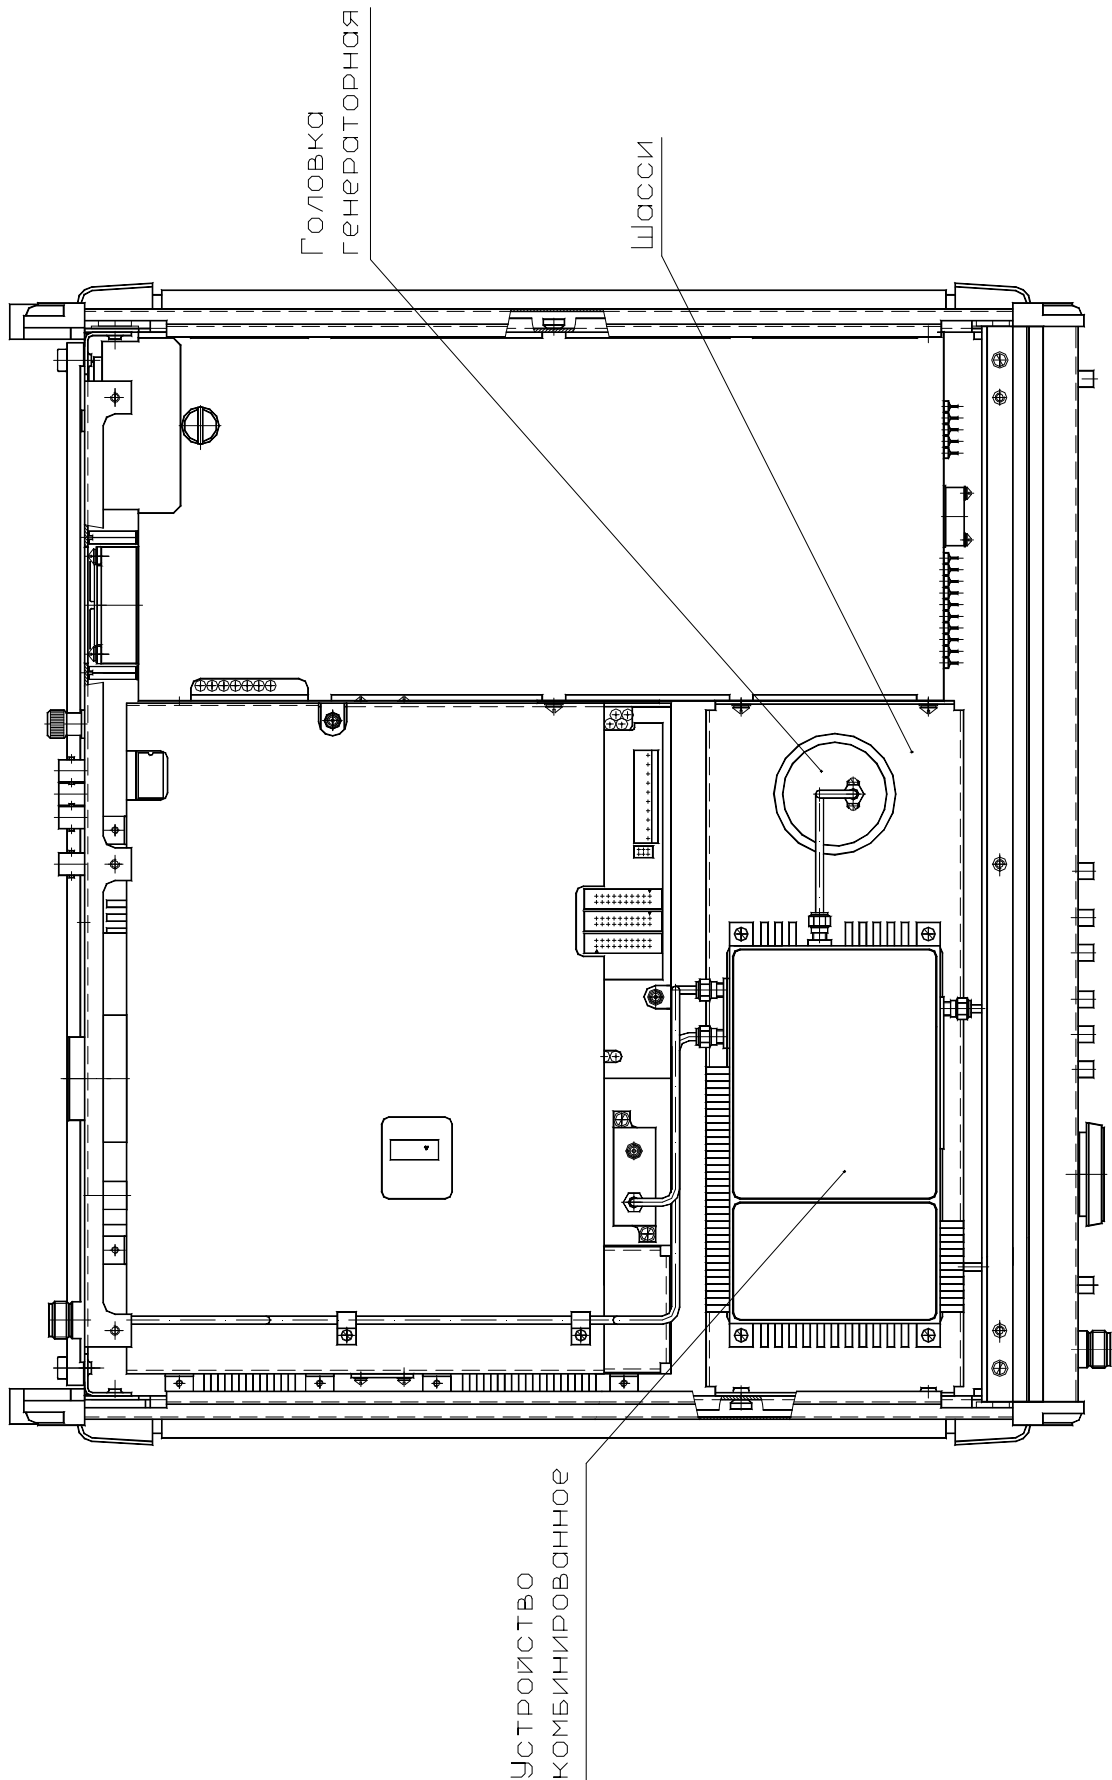 Головка
генераторная
Шасси
Устройство
комбинированное